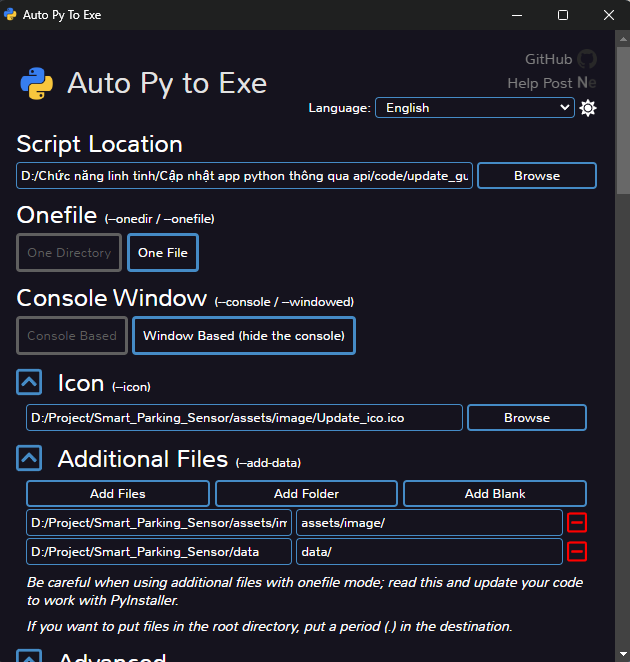 Auto Py To Exe
GitHub
Auto Py to Exe
Help Post
Language: English
Script Location
D:/Chức năng linh tinh/Cập nhật app python thông qua api/code/update_gu
Browse
Onefile (--onedir / --onefile)
One Directory
One File
Console Window (--console / --windowed)
Console Based
Window Based (hide the console)
Icon (--icon)
D:/Project/Smart_Parking_Sensor/assets/image/Update_ico.ico
Browse
Additional Files (--add-data)
Add Files
Add Folder
Add Blank
D:/Project/Smart_Parking_Sensor/assets/im
assets/image/
D:/Project/Smart_Parking_Sensor/data
data/
Be careful when using additional files with onefile mode; read this and update your code
to work with PyInstaller.
If you want to put files in the root directory, put a period (.) in the destination.
Advanced